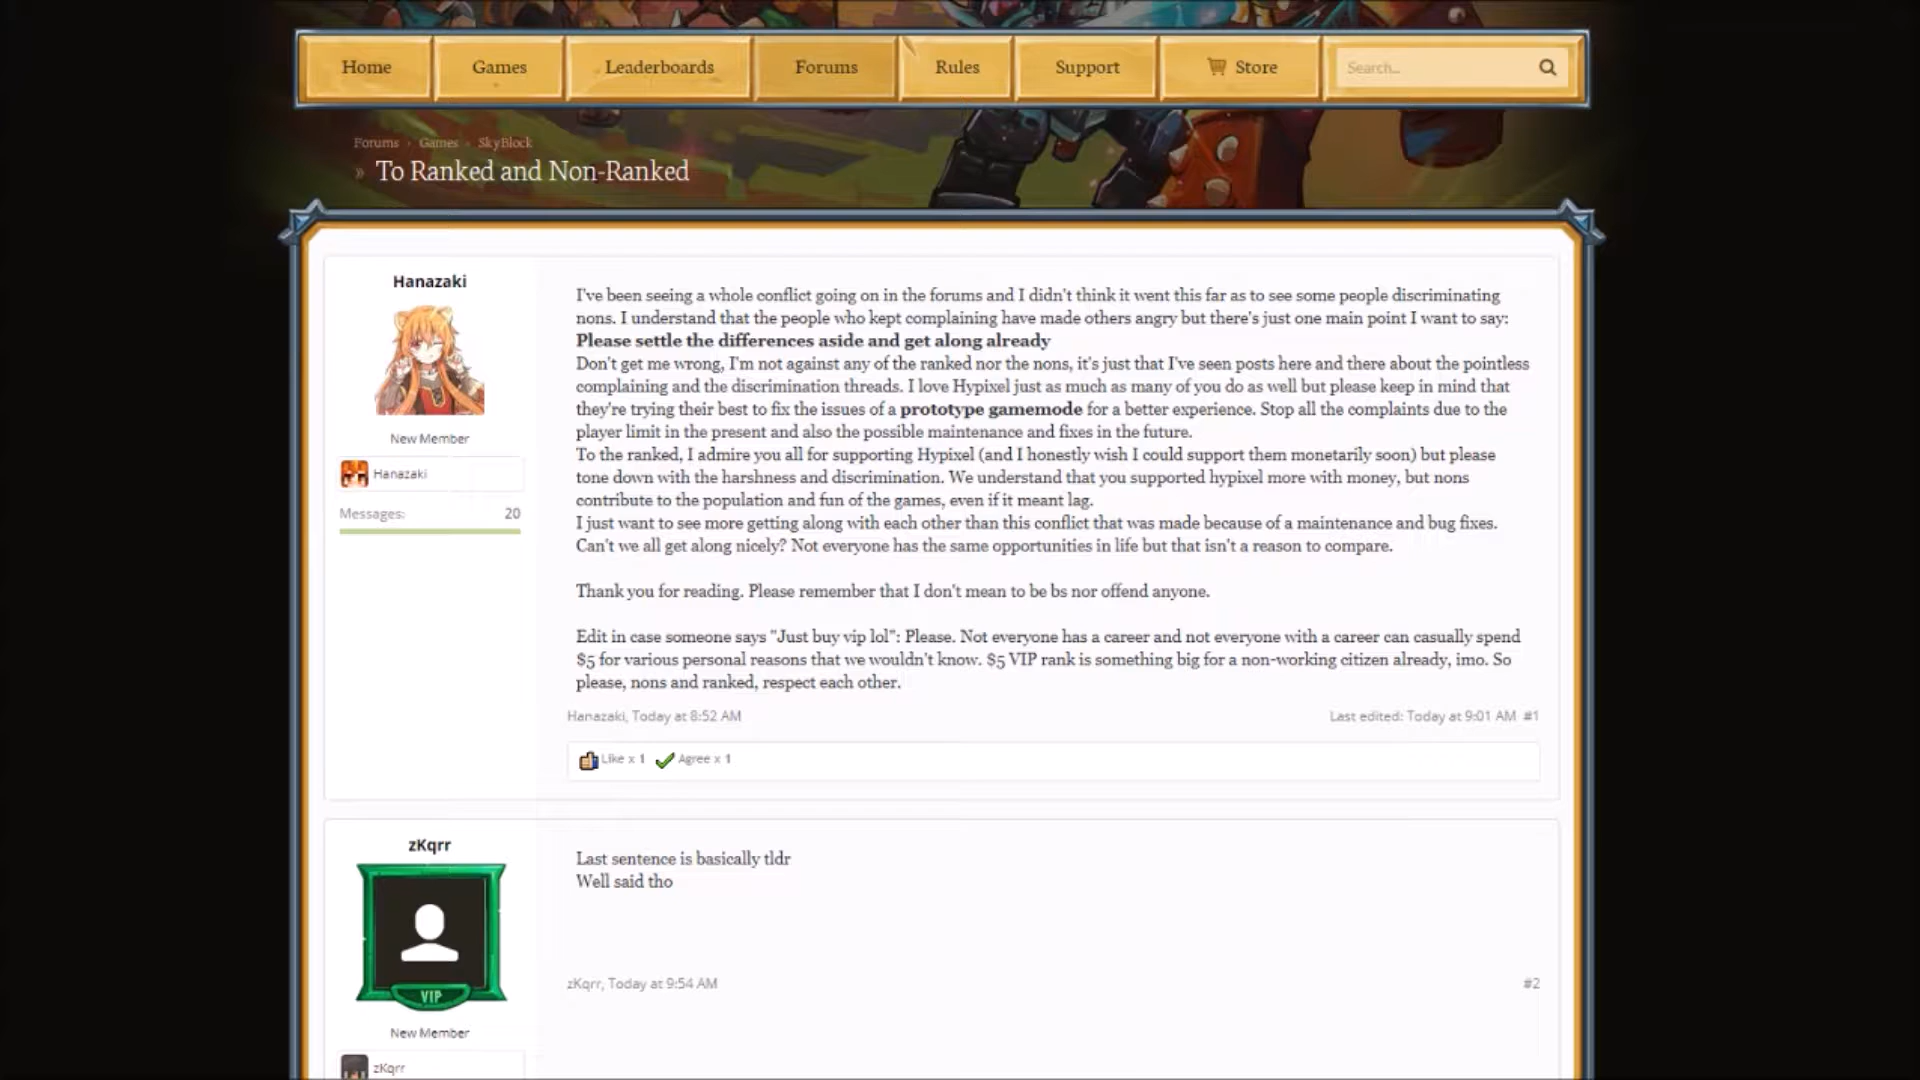 Home
Games
Leaderboards
Forums
Rules
Support
Store
Search...
Forums
Games
SkyBlock
» To Ranked and Non-Ranked
Hanazaki
New Member
Hanazaki
Messages: 20
I've been seeing a whole conflict going on in the forums and I didn't think it went this far as to see some people discriminating
nons. I understand that the people who kept complaining have made others angry but there's just one main point I want to say:
Please settle the differences aside and get along already
Don't get me wrong, I'm not against any of the ranked nor the nons, it's just that I've seen posts here and there about the pointless
complaining and the discrimination threads. I love Hypixel just as much as many of you do as well but please keep in mind that
they're trying their best to fix the issues of a prototype gamemode for a better experience. Stop all the complaints due to the
player limit in the present and also the possible maintenance and fixes in the future.
To the ranked, I admire you all for supporting Hypixel (and I honestly wish I could support them monetarily soon) but please
tone down with the harshness and discrimination. We understand that you supported hypixel more with money, but nons
contribute to the population and fun of the games, even if it meant lag.
I just want to see more getting along with each other than this conflict that was made because of a maintenance and bug fixes.
Can't we all get along nicely? Not everyone has the same opportunities in life but that isn't a reason to compare.
Thank you for reading. Please remember that I don't mean to be bs nor offend anyone.
Edit in case someone says "Just buy vip lol": Please. Not everyone has a career and not everyone with a career can casually spend
$5 for various personal reasons that we wouldn't know. $5 VIP rank is something big for a non-working citizen already, imo. So
please, nons and ranked, respect each other.
Hanazaki, Today at 8:52 AM
Last edited: Today at 9:01 AM #1
Like x 1 Agree x 1
zKqrr
VIP
New Member
zKqrr
Last sentence is basically tldr
Well said tho
zKqrr, Today at 9:54 AM
#2